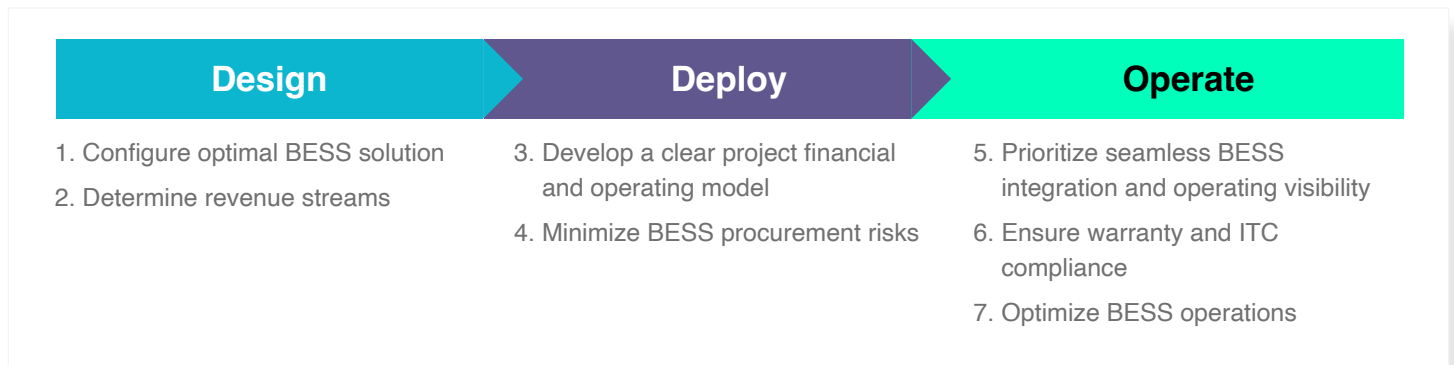 Design
Deploy
Operate
1. Configure optimal BESS solution
2. Determine revenue streams
3. Develop a clear project financial
and operating model
4. Minimize BESS procurement risks
5. Prioritize seamless BESS
integration and operating visibility
6. Ensure warranty and ITC
compliance
7. Optimize BESS operations